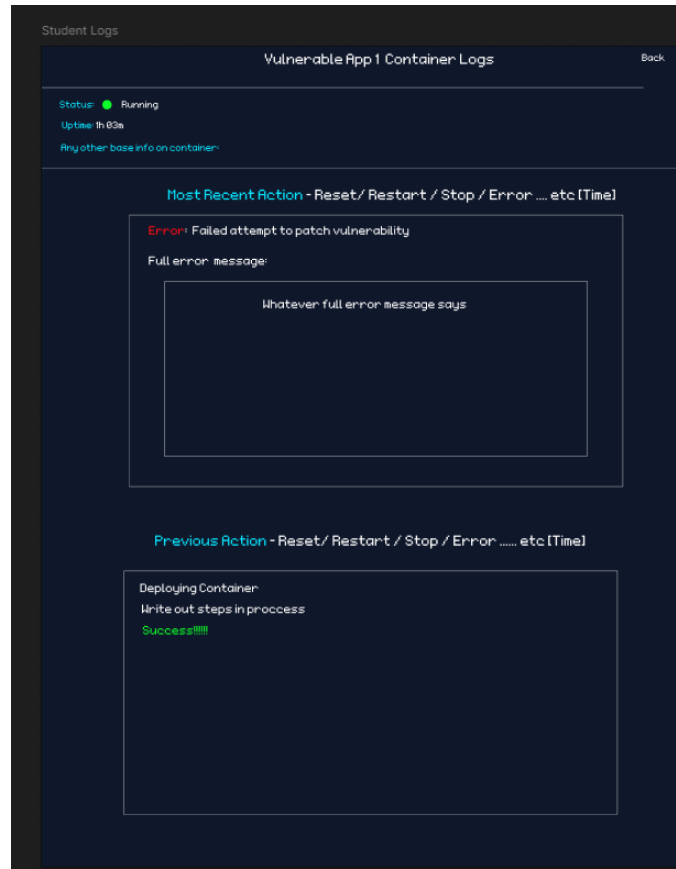 Student Logs
Vulnerable App 1 Container Logs
Back
Status: Running
Uptime: 1h 03m
Any other base info on container:
Most Recent Action - Reset/ Restart / Stop / Error .... etc [Time]
Error: Failed attempt to patch vulnerability
Full error message:
Whatever full error message says
Previous Action - Reset/ Restart / Stop / Error ...... etc [Time]
Deploying Container
Write out steps in proccess
Success!!!!!!